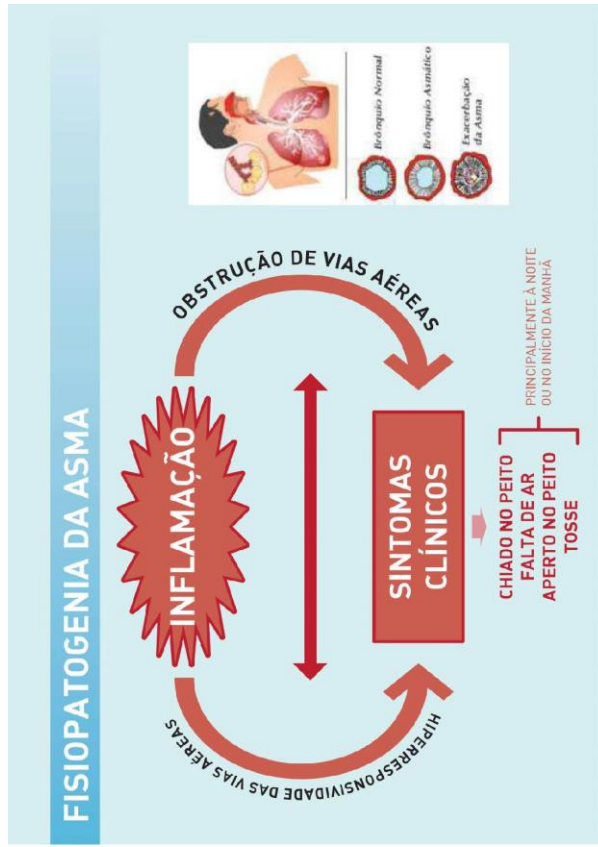 FISIOPATOGENIA DA ASMA
INFLAMAÇÃO
OBSTRUÇÃO DE VIAS AÉREAS
HIPERRESPONSIVIDADE DAS VIAS AÉREAS
SINTOMAS
CLÍNICOS
CHIADO NO PEITO
FALTA DE AR
APERTO NO PEITO
TOSSE
PRINCIPALMENTE À NOITE
OU NO INÍCIO DA MANHÃ
Brônquio Normal
Brônquio Asmático
Exacerbação
da Asma